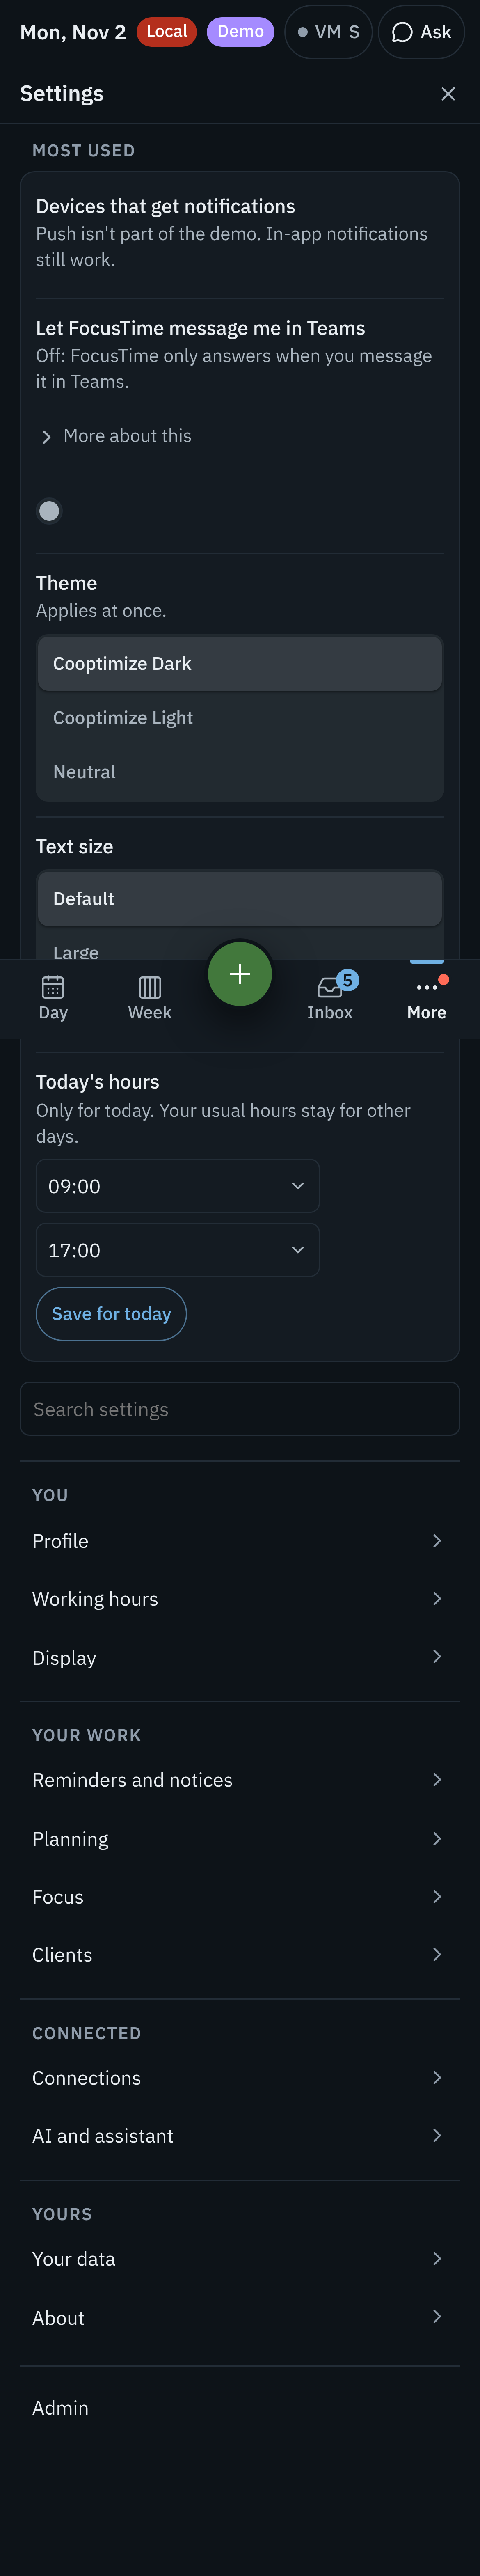 Mon, Nov 2 Local Demo VM S Ask
Settings
MOST USED
Devices that get notifications
Push isn't part of the demo. In-app notifications
still work.
Let FocusTime message me in Teams
Off: FocusTime only answers when you message
it in Teams.
More about this
Theme
Applies at once.
Cooptimize Dark
Cooptimize Light
Neutral
Text size
Default
Large
5
Day Week Inbox More
Today's hours
Only for today. Your usual hours stay for other
days.
09:00
17:00
Save for today
Search settings
YOU
Profile
Working hours
Display
YOUR WORK
Reminders and notices
Planning
Focus
Clients
CONNECTED
Connections
AI and assistant
YOURS
Your data
About
Admin